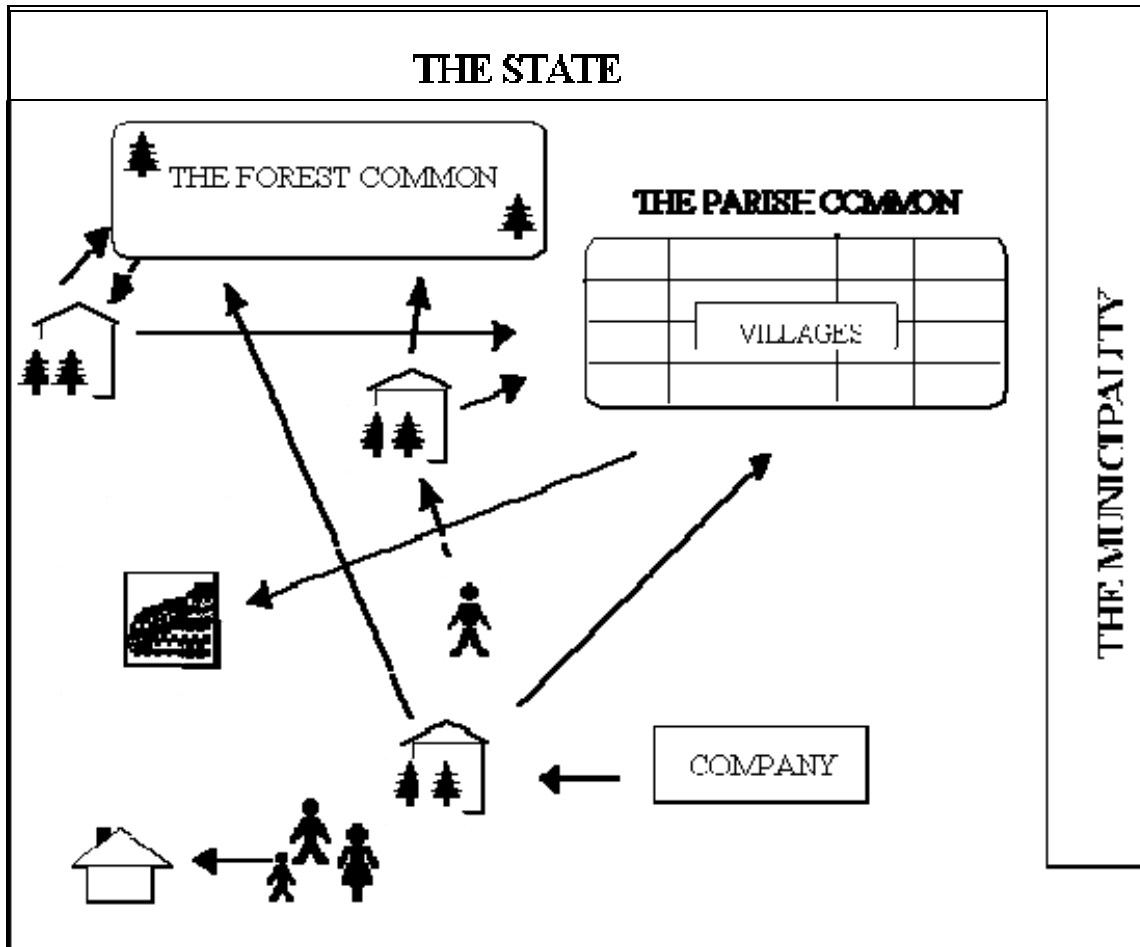 THE STATE
THE FOREST COMMON
THE PARISH COMMON
VILLAGES
THE MUNICIPALITY
COMPANY